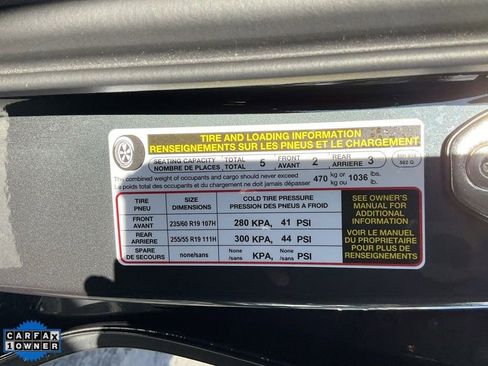 TIRE AND LOADING INFORMATION
RENSEIGNEMENTS SUR LES PNEUS ET LE CHARGEMENT
SEATING CAPACITY TOTAL 5 FRONT 2 REAR 3
NOMBRE DE PLACES TOTAL AVANT ARRIÈRE
The combined weight of occupants and cargo should never exceed 470 kg or 1036 lbs.
Le poids total des occupants et du chargement ne doit jamais dépasser kg ou lb.
TIRE SIZE COLD TIRE PRESSURE
PNEU DIMENSIONS PRESSION DES PNEUS A FROID
FRONT
AVANT 235/60 R19 107H 280 KPA, 41 PSI
REAR
ARRIERE 255/55 R19 111H 300 KPA, 44 PSI
SPARE None None
DE SECOURS none/sans /sans KPA, /sans PSI
SEE OWNER'S
MANUAL FOR
ADDITIONAL
INFORMATION
VOIR LE MANUEL
DU PROPRIÉTAIRE
POUR PLUS DE
RENSEIGNEMENTS
CARFAX
1 OWNER